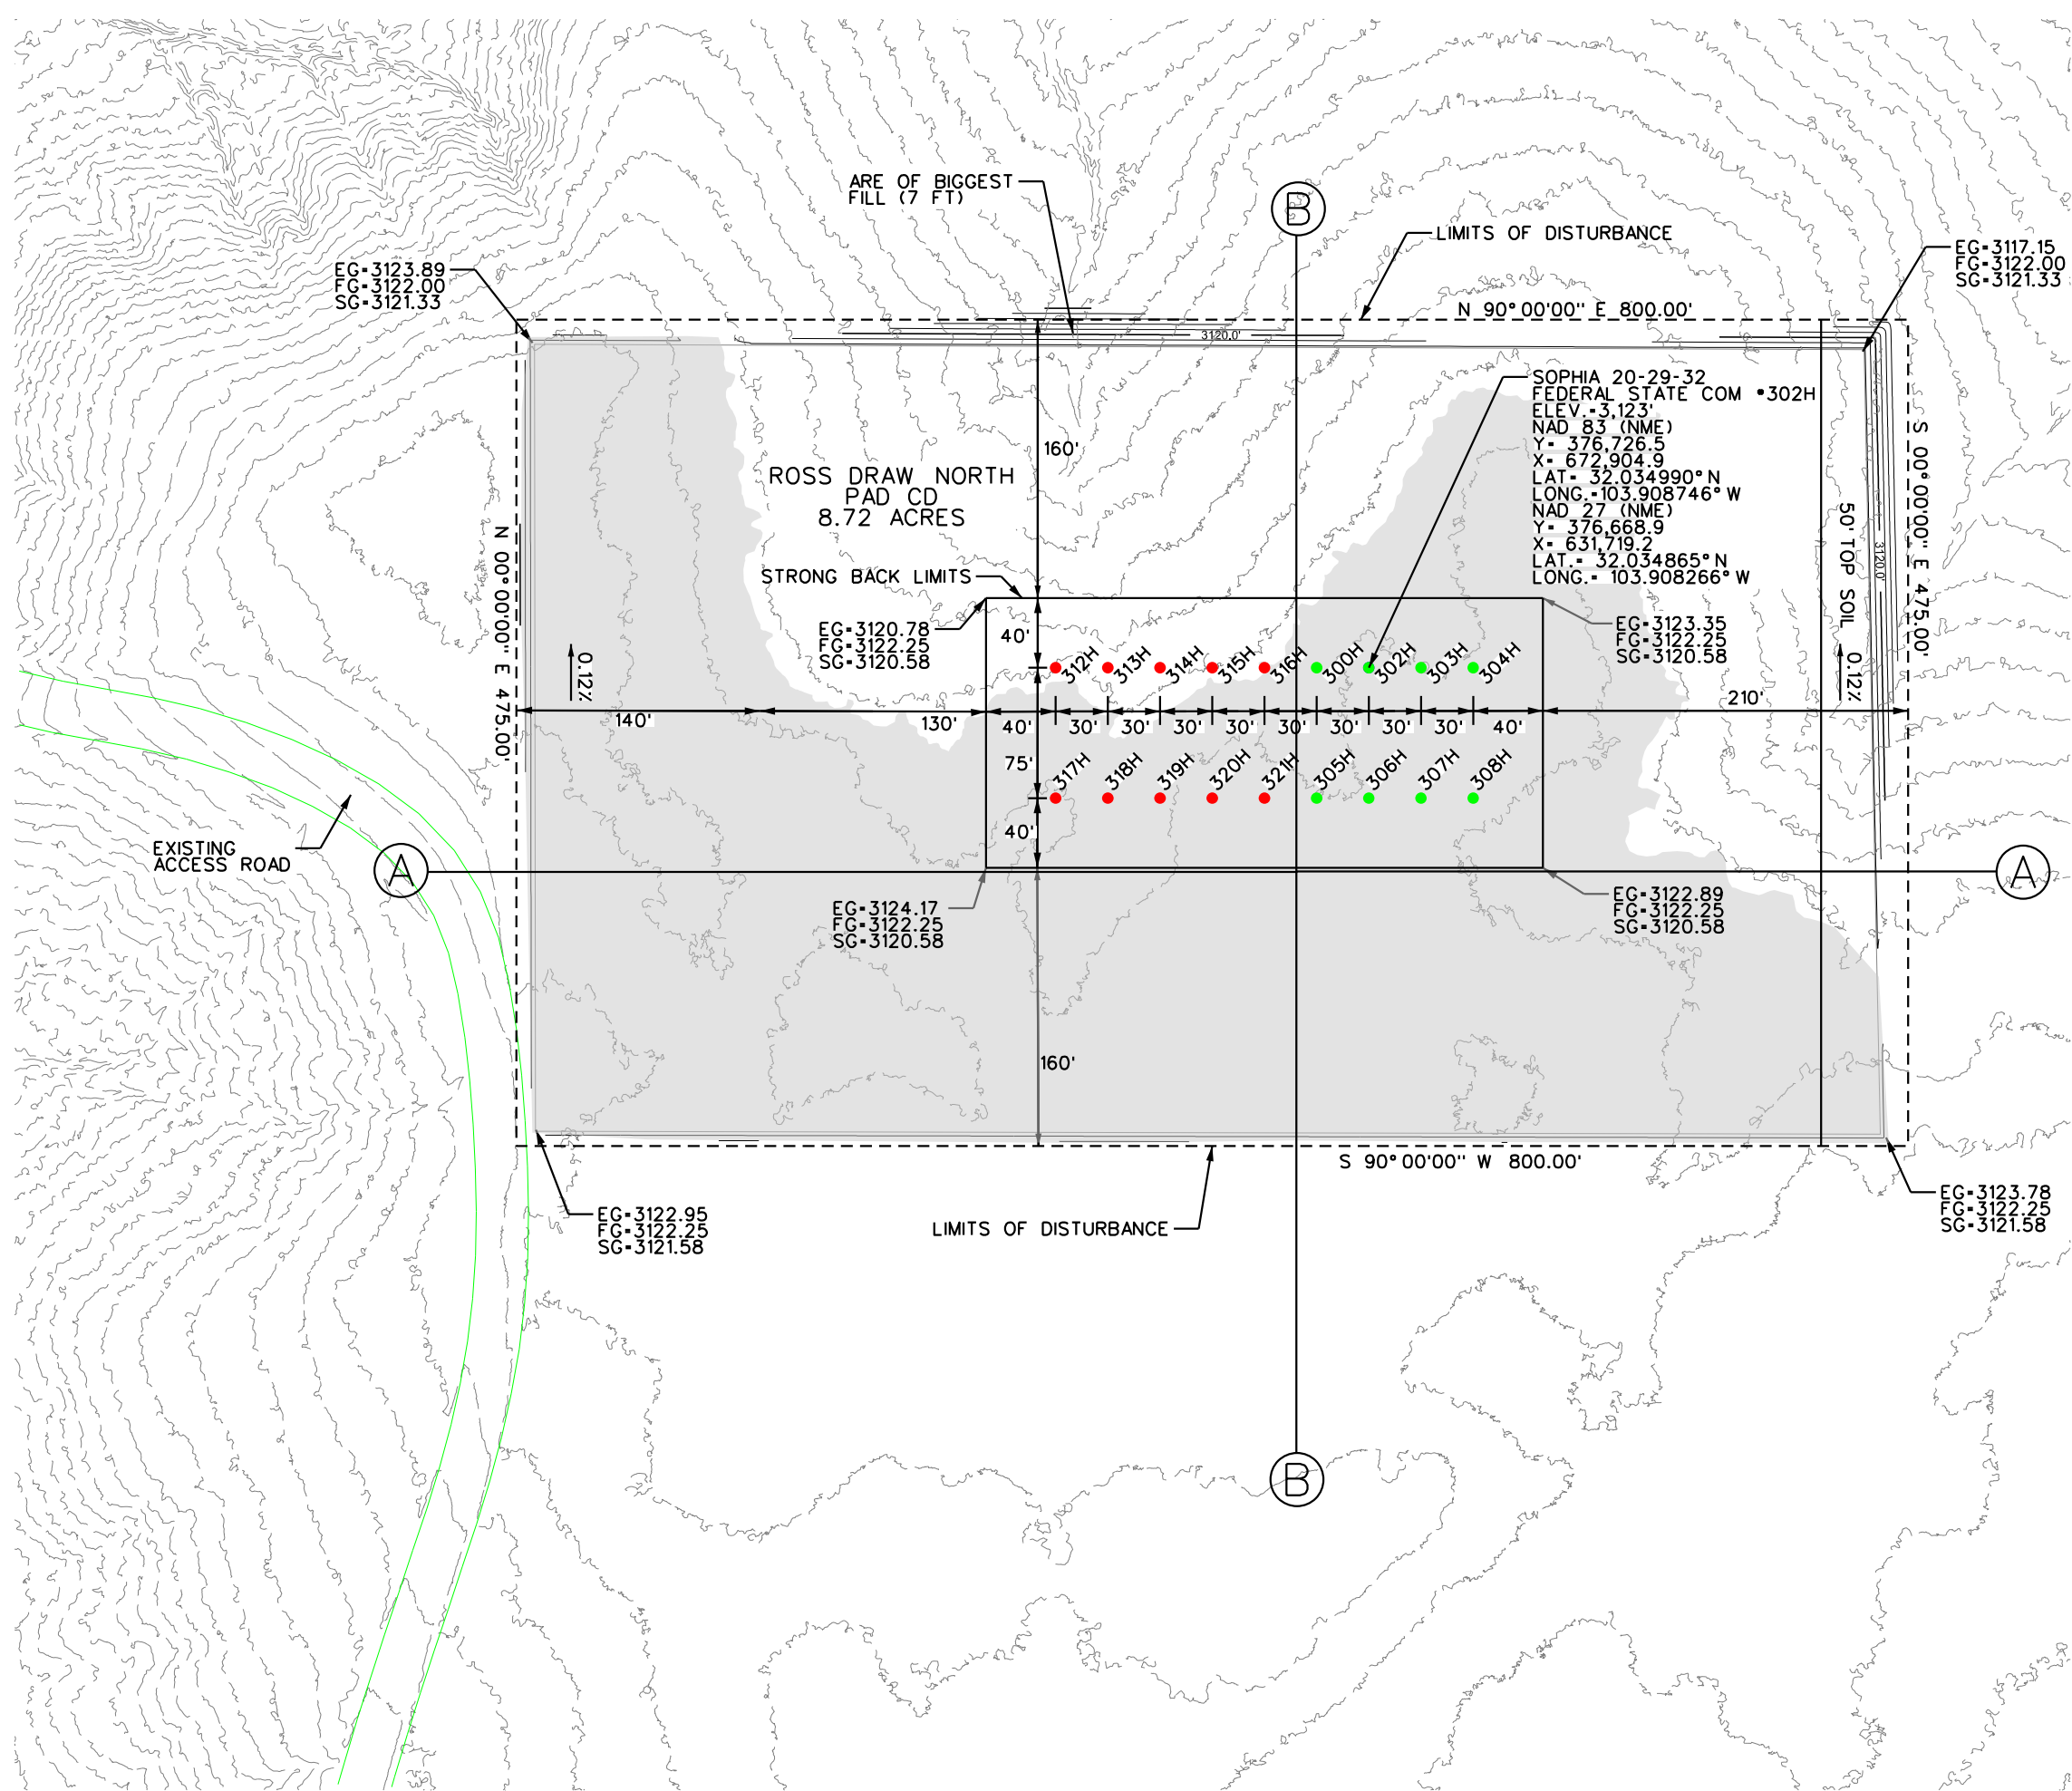 ARE OF BIGGEST
FILL (7 FT)
B
LIMITS OF DISTURBANCE
EG=3117.15
FG=3122.00
SG=3121.33
EG=3123.89
FG=3122.00
SG=3121.33
N 90°00'00" E 800.00'
3120.0'
SOPHIA 20-29-32
FEDERAL STATE COM •302H
ELEV.=3,123'
NAD 83 (NME)
Y= 376,726.5
X= 672,904.9
LAT= 32.034990° N
LONG.=103.908746° W
NAD 27 (NME)
Y= 376,668.9
X= 631,719.2
LAT.= 32.034865° N
LONG.= 103.908266° W
160'
ROSS DRAW NORTH
PAD CD
8.72 ACRES
S 00°00'00" E 475.00'
50' TOP SOIL
3120.0'
N 00°00'00" E 475.00'
STRONG BACK LIMITS
EG=3120.78
FG=3122.25
SG=3120.58
40'
EG=3123.35
FG=3122.25
SG=3120.58
312H
313H
314H
315H
316H
300H
302H
303H
304H
0.12%
0.12%
140'
130'
40'
30'
30'
30'
30'
30'
30'
30'
30'
40'
210'
75'
317H
318H
319H
320H
321H
305H
306H
307H
308H
40'
EXISTING
ACCESS ROAD
A
A
EG=3124.17
FG=3122.25
SG=3120.58
EG=3122.89
FG=3122.25
SG=3120.58
160'
S 90°00'00" W 800.00'
EG=3122.95
FG=3122.25
SG=3121.58
LIMITS OF DISTURBANCE
EG=3123.78
FG=3122.25
SG=3121.58
B